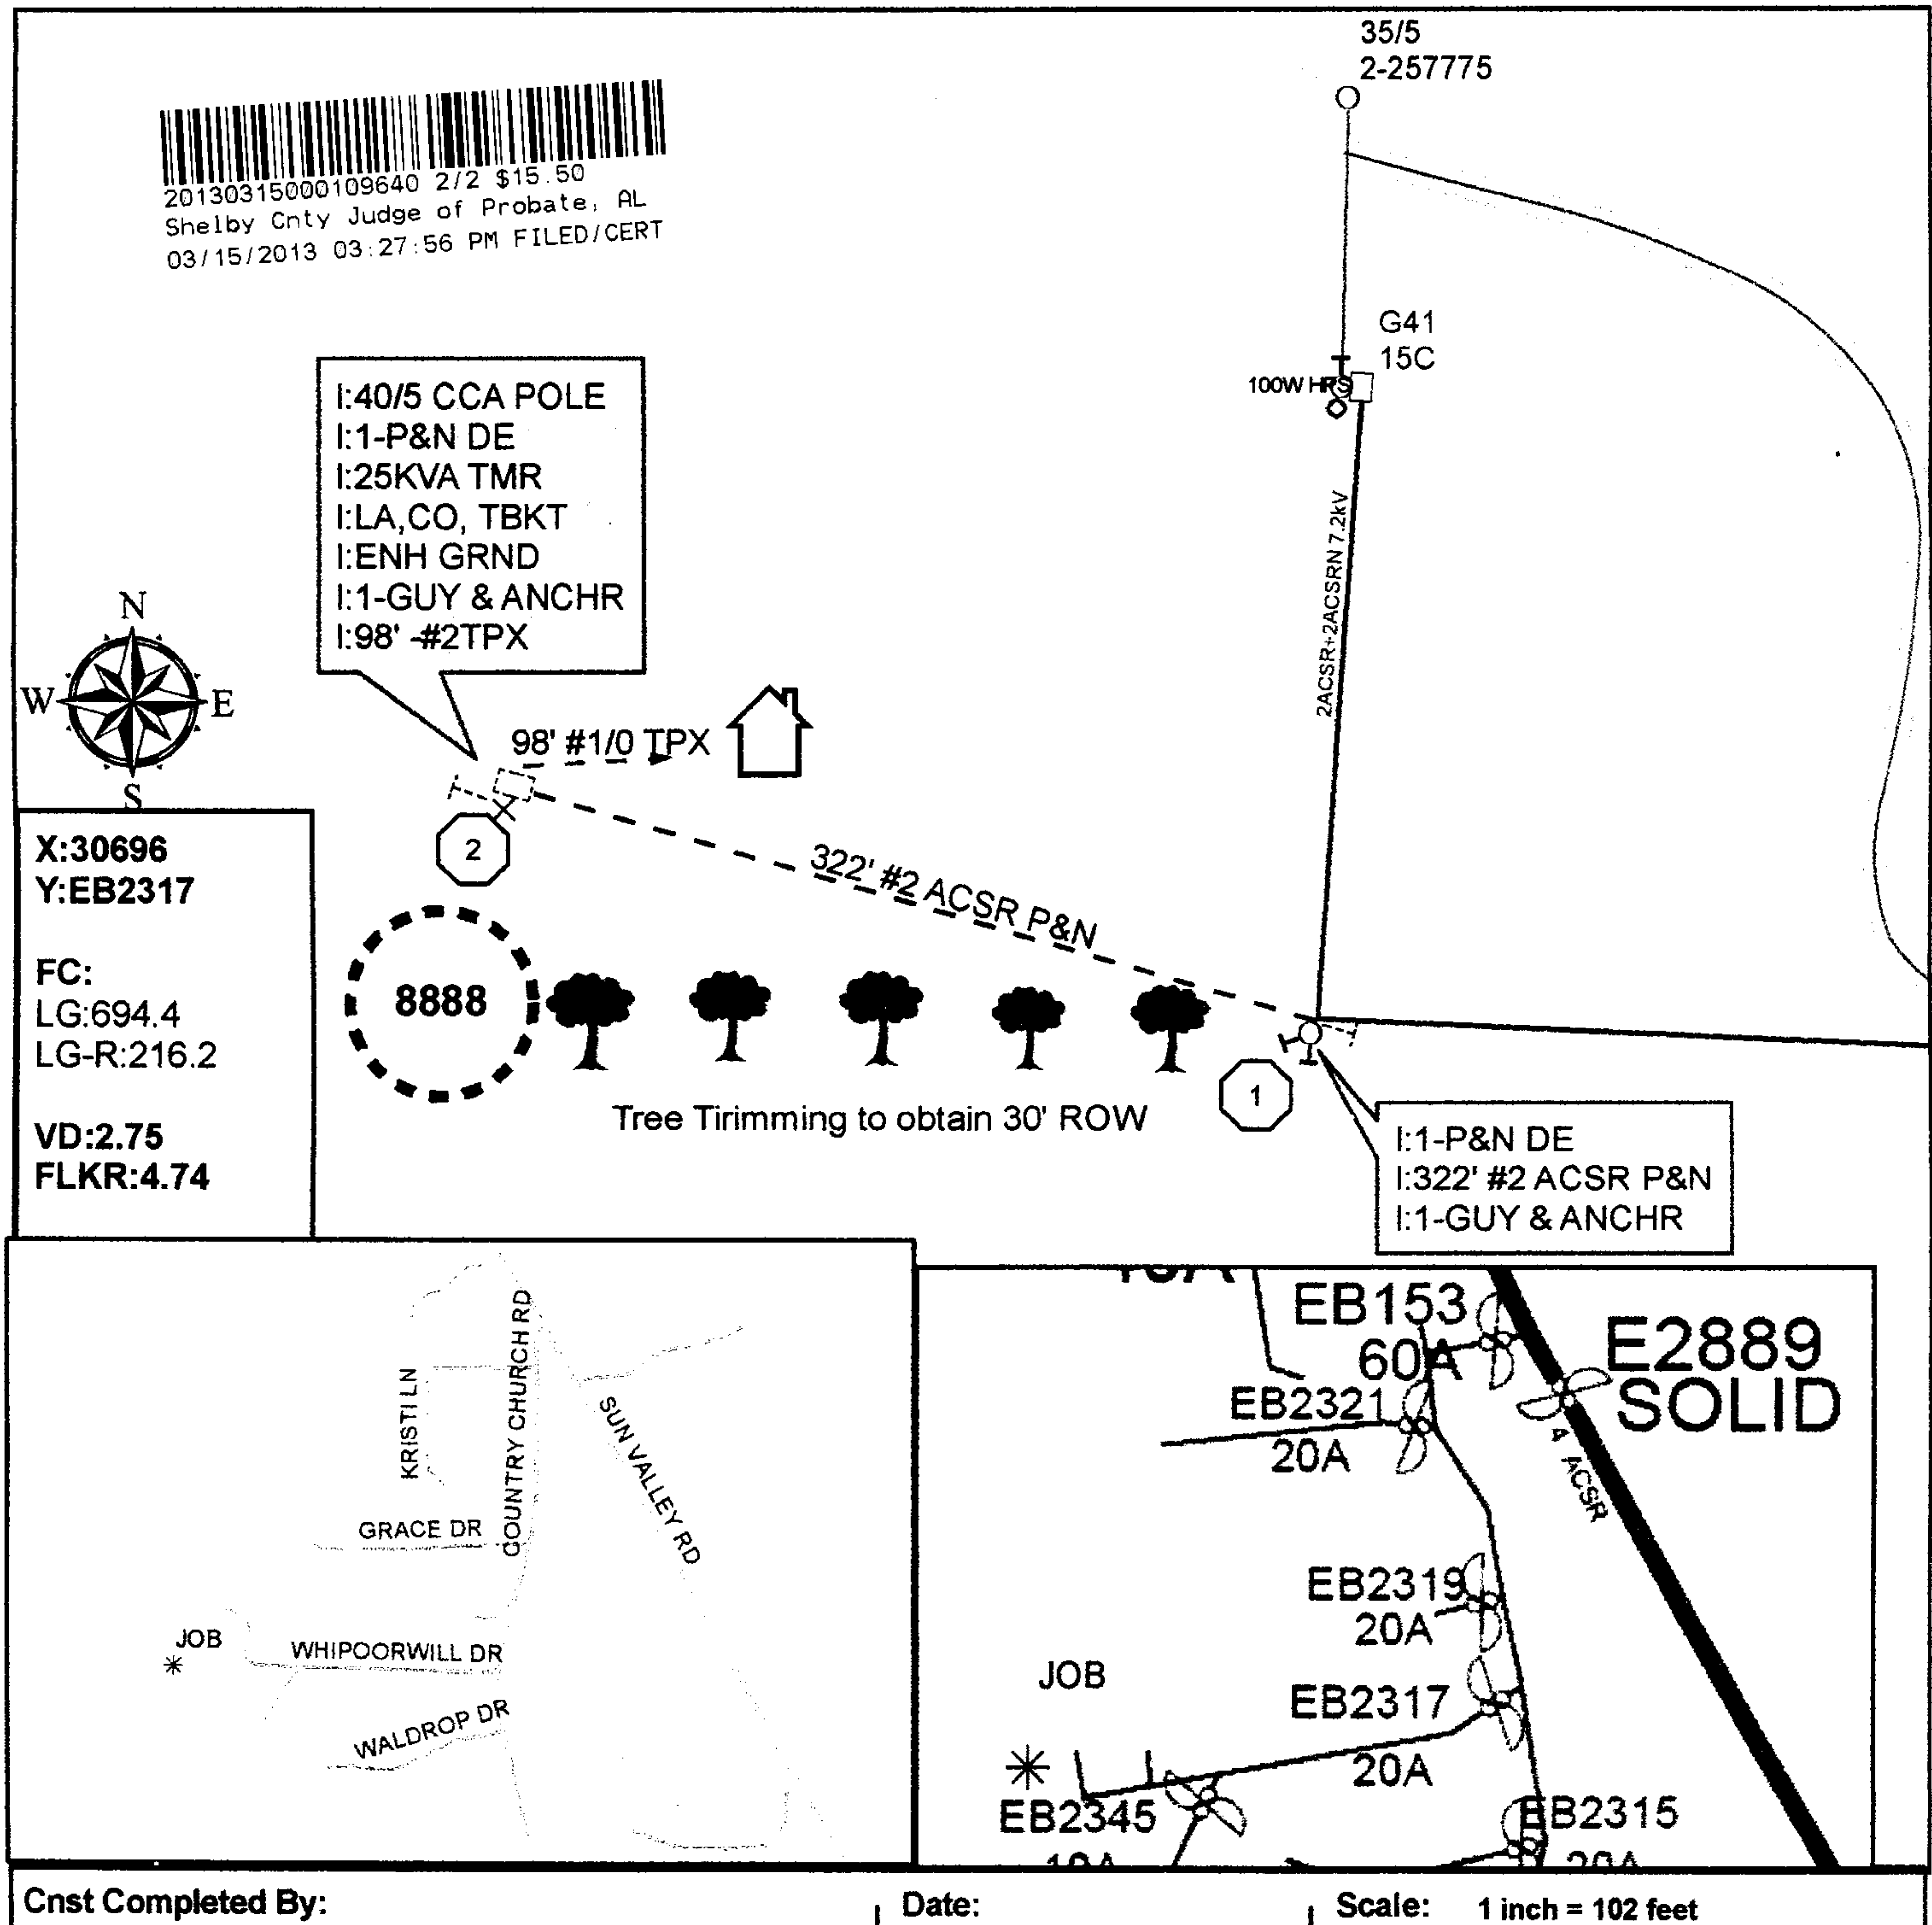 35/5
2-257775
20130315000109640 2/2 $15.50
Shelby Cnty Judge of Probate, AL
03/15/2013 03:27:56 PM FILED/CERT
G41
15C
100W HPS
I:40/5 CCA POLE
I:1-P&N DE
I:25KVA TMR
I:LA,CO, TBKT
I:ENH GRND
I:1-GUY & ANCHR
I:98' -#2TPX
2ACSR+2ACSRN 7.2kV
N
W
E
S
98' #1/0 TPX
2
322' #2 ACSR P&N
X:30696
Y:EB2317
FC:
LG:694.4
LG-R:216.2
VD:2.75
FLKR:4.74
8888
1
Tree Tirimming to obtain 30' ROW
I:1-P&N DE
I:322' #2 ACSR P&N
I:1-GUY & ANCHR
KRISTI LN
COUNTRY CHURCH RD
SUN VALLEY RD
GRACE DR
JOB
WHIPOORWILL DR
WALDROP DR
EB153
60A
E2889
SOLID
EB2321
20A
4 ACSR
EB2319
20A
JOB
EB2317
20A
EB2345
10A
EB2315
20A
Cnst Completed By:
Date:
Scale: 1 inch = 102 feet